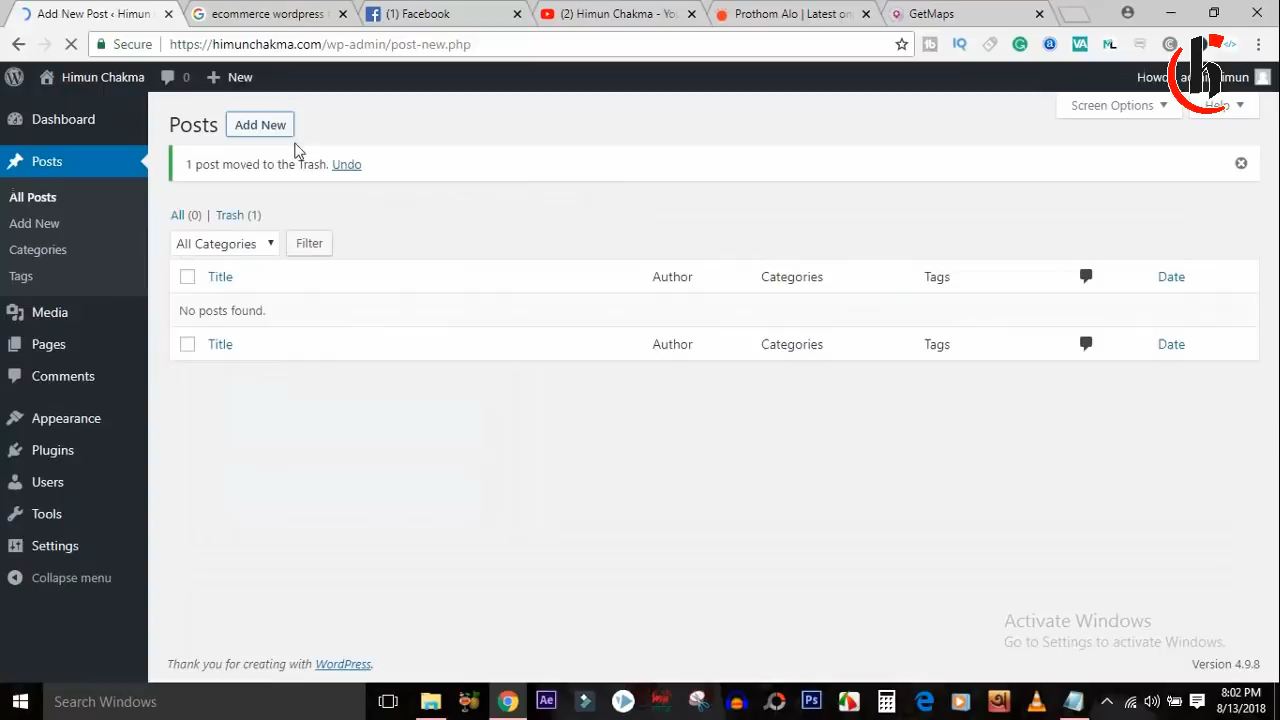 Add New Post ‹ Himun
ecommerce wordpress
(1) Facebook
(2) Himun Chakma - You
Prothom Alo | Latest on
GetMaps
Secure
https://himunchakma.com/wp-admin/post-new.php
Himun Chakma
0
New
Howdy
Dashboard
Posts
All Posts
Add New
Categories
Tags
Media
Pages
Comments
Appearance
Plugins
Users
Tools
Settings
Collapse menu
Screen Options
Help
Posts
Add New
1 post moved to the Trash. Undo
All (0) | Trash (1)
All Categories
Filter
Title Author Categories Tags Date
No posts found.
Title Author Categories Tags Date
Activate Windows
Go to Settings to activate Windows.
Thank you for creating with WordPress.
Version 4.9.8
Search Windows
8:02 PM
8/13/2018